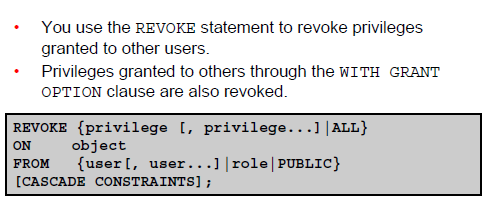 • You use the REVOKE statement to revoke privileges
granted to other users.
• Privileges granted to others through the WITH GRANT
OPTION clause are also revoked.
REVOKE {privilege [, privilege...]|ALL}
ON object
FROM {user[, user...]|role|PUBLIC}
[CASCADE CONSTRAINTS];